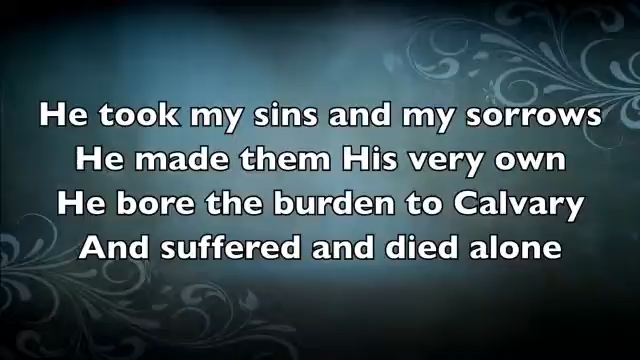 He took my sins and my sorrows
He made them His very own
He bore the burden to Calvary
And suffered and died alone